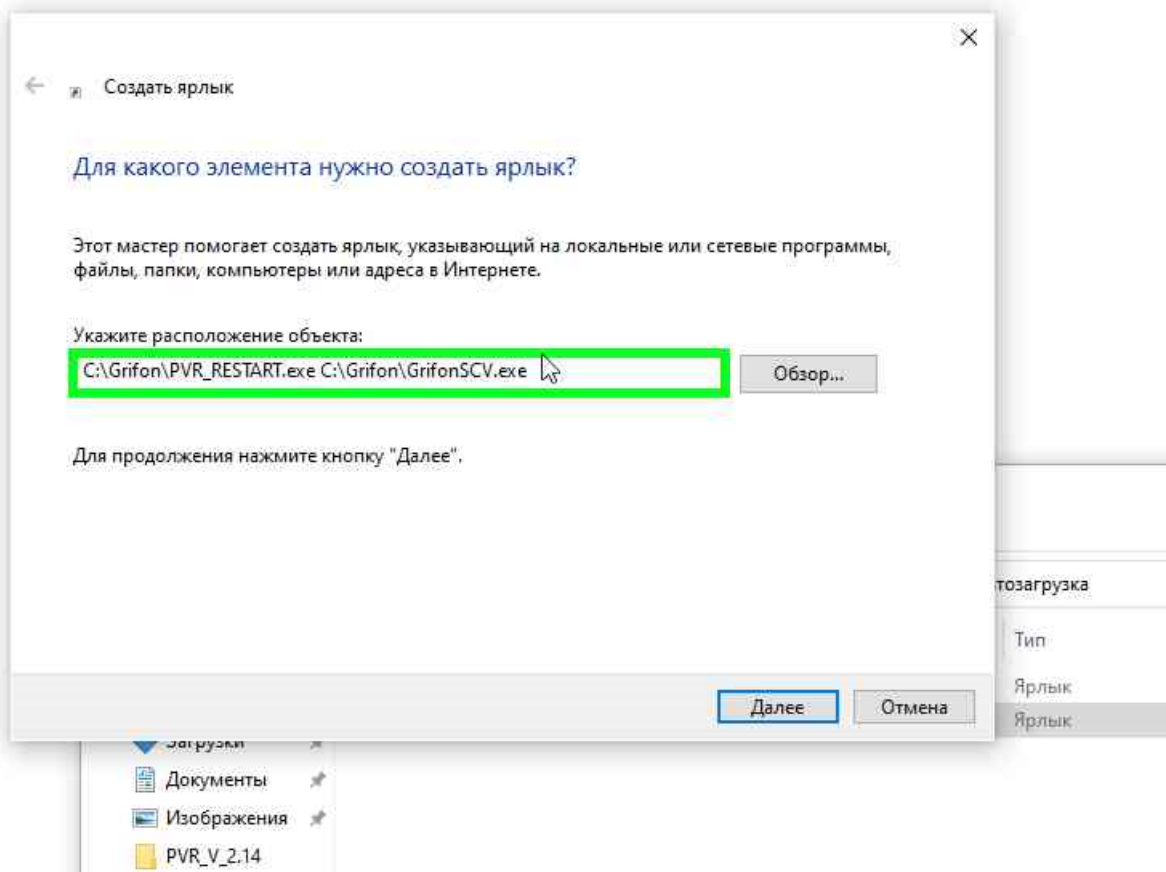 Создать ярлык
Для какого элемента нужно создать ярлык?
Этот мастер помогает создать ярлык, указывающий на локальные или сетевые программы,
файлы, папки, компьютеры или адреса в Интернете.
Укажите расположение объекта:
C:\Grifon\PVR_RESTART.exe C:\Grifon\GrifonSCV.exe
Обзор...
Для продолжения нажмите кнопку "Далее".
тозагрузка
Тип
Ярлык
Ярлык
Далее
Отмена
Загрузки
Документы
Изображения
PVR_V_2.14